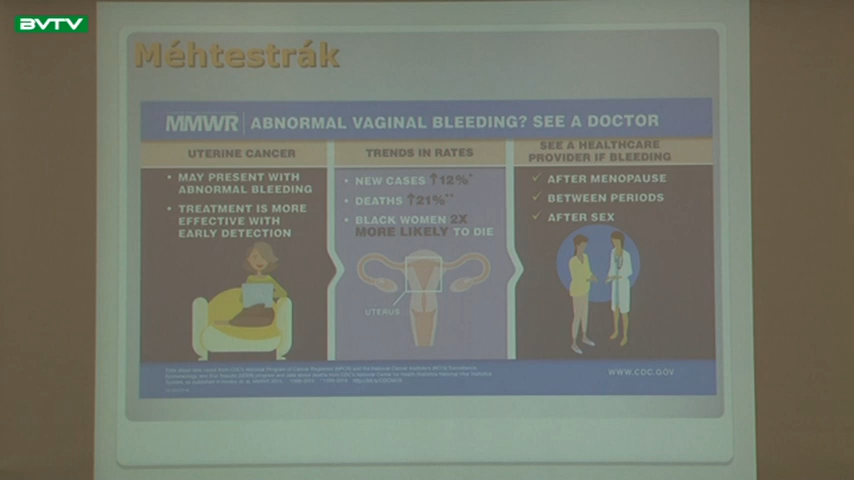 BVTV
Méhtestrák
MMWR ABNORMAL VAGINAL BLEEDING? SEE A DOCTOR
UTERINE CANCER
• MAY PRESENT WITH
ABNORMAL BLEEDING
• TREATMENT IS MORE
EFFECTIVE WITH
EARLY DETECTION
TRENDS IN RATES
• NEW CASES ↑12%*
• DEATHS ↑21%**
• BLACK WOMEN 2X
MORE LIKELY TO DIE
UTERUS
SEE A HEALTHCARE
PROVIDER IF BLEEDING
✓ AFTER MENOPAUSE
✓ BETWEEN PERIODS
✓ AFTER SEX
WWW.CDC.GOV